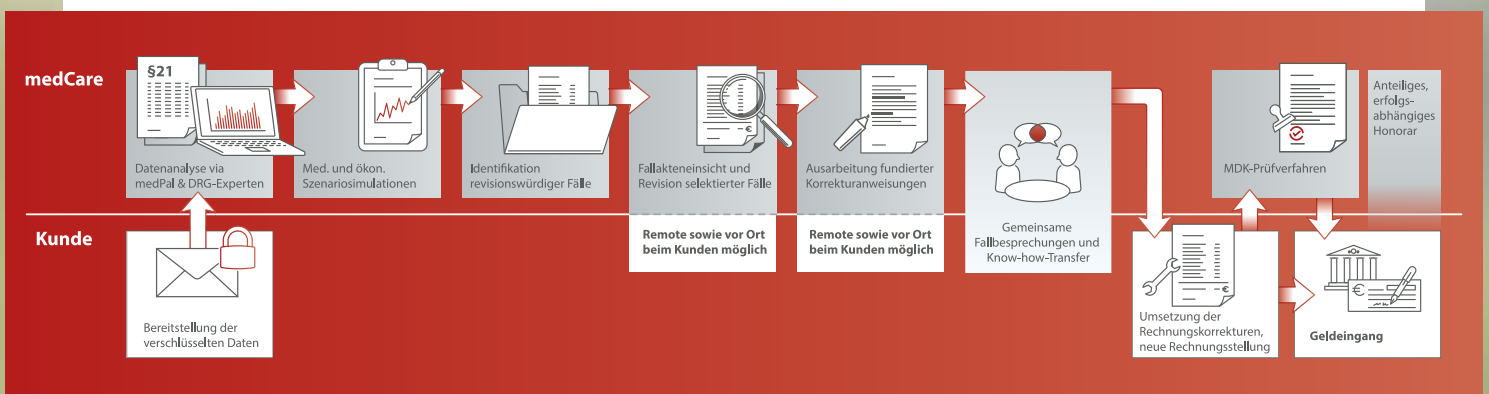 medCare
§21
Datenanalyse via
medPal & DRG-Experten
Med. und ökon.
Szenariosimulationen
Identifikation
revisionswürdiger Fälle
€
Fallakteneinsicht und
Revision selektierter Fälle
Ausarbeitung fundierter
Korrekturanweisungen
Gemeinsame
Fallbesprechungen und
Know-how-Transfer
MDK-Prüfverfahren
Anteiliges,
erfolgs-
abhängiges
Honorar
Kunde
Bereitstellung der
verschlüsselten Daten
Remote sowie vor Ort
beim Kunden möglich
Remote sowie vor Ort
beim Kunden möglich
€
Umsetzung der
Rechnungskorrekturen,
neue Rechnungsstellung
€
Geldeingang